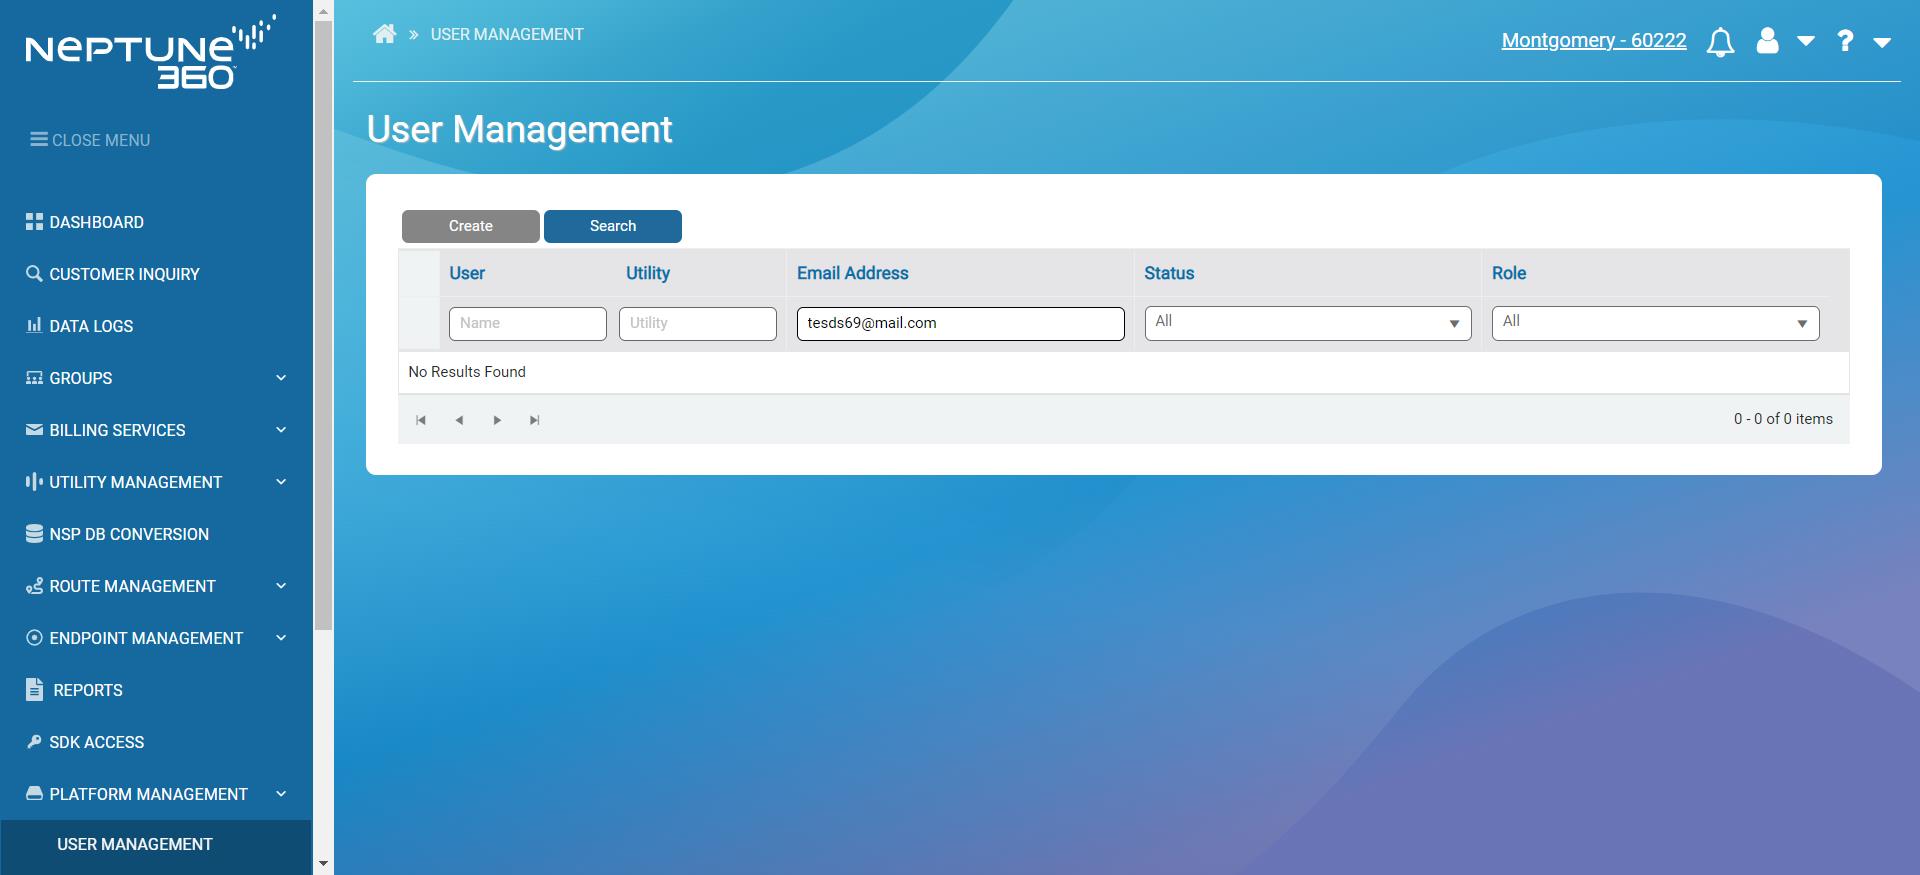 NEPTUNE
360
CLOSE MENU
DASHBOARD
CUSTOMER INQUIRY
DATA LOGS
GROUPS
BILLING SERVICES
UTILITY MANAGEMENT
NSP DB CONVERSION
ROUTE MANAGEMENT
ENDPOINT MANAGEMENT
REPORTS
SDK ACCESS
PLATFORM MANAGEMENT
USER MANAGEMENT
» USER MANAGEMENT
Montgomery - 60222
?
User Management
Create Search
User Utility Email Address Status Role
Name Utility tesds69@mail.com All All
No Results Found
0 - 0 of 0 items